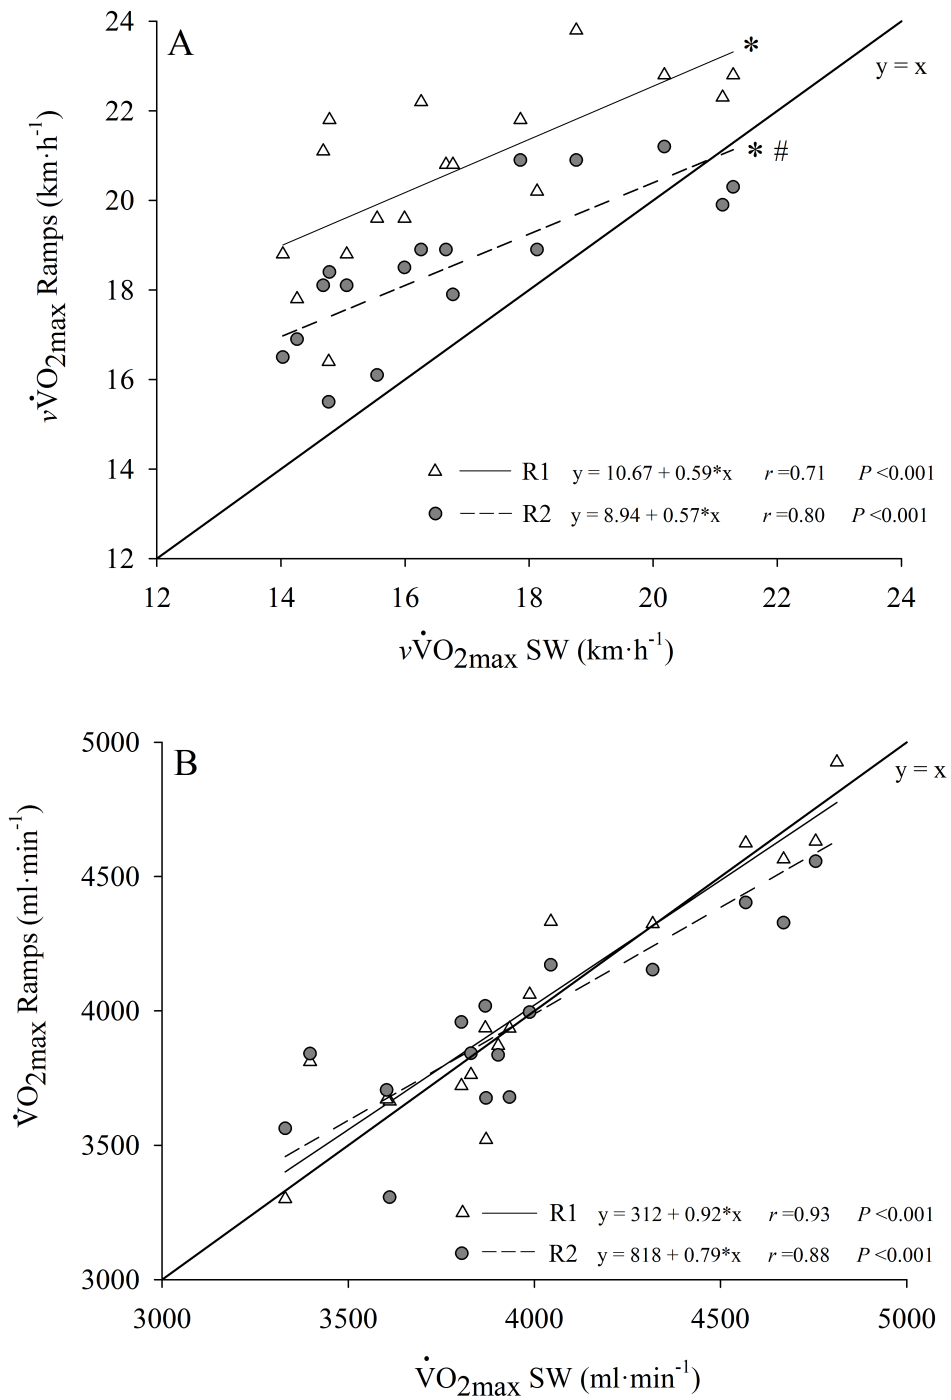 A
24
22
20
18
16
14
12
vV̇O2max Ramps (km·h-1)
*
y = x
* #
R1 y = 10.67 + 0.59*x r =0.71 P <0.001
R2 y = 8.94 + 0.57*x r =0.80 P <0.001
12 14 16 18 20 22 24
vV̇O2max SW (km·h-1)
B
5000
4500
4000
3500
3000
V̇O2max Ramps (ml·min-1)
y = x
R1 y = 312 + 0.92*x r =0.93 P <0.001
R2 y = 818 + 0.79*x r =0.88 P <0.001
3000 3500 4000 4500 5000
V̇O2max SW (ml·min-1)